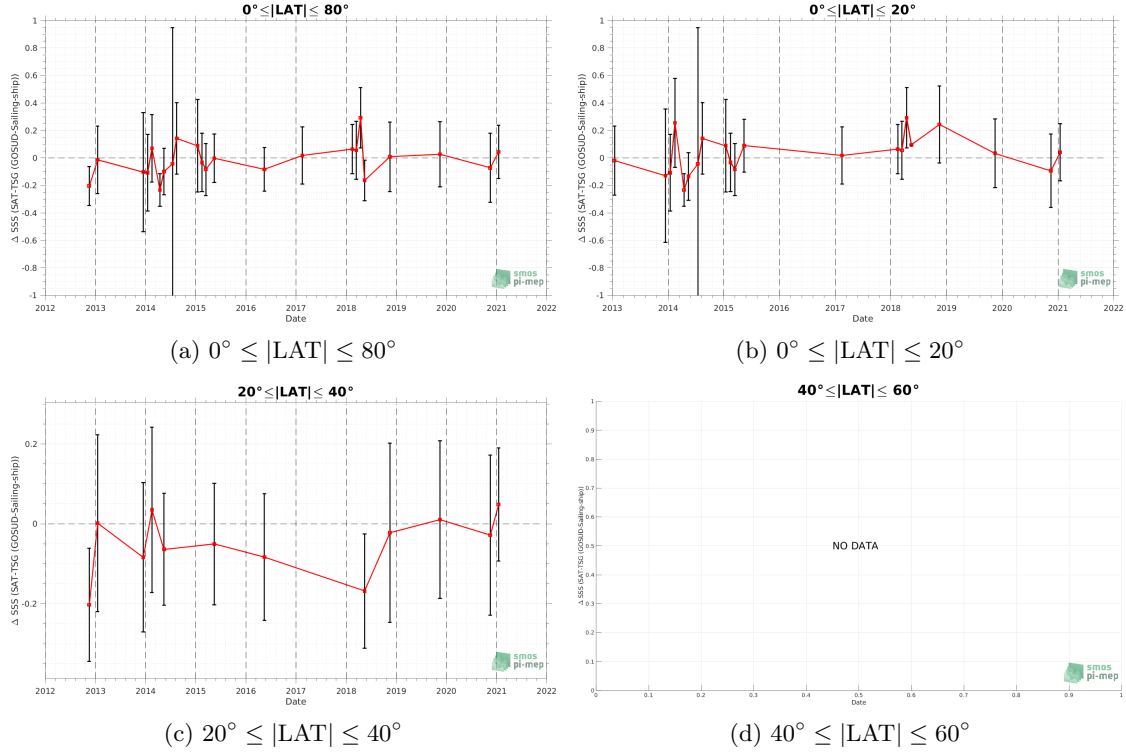 0°≤|LAT|≤ 80°
1
0.8
0.6
0.4
0.2
0
-0.2
-0.4
-0.6
-0.8
-1
Δ SSS (SAT-TSG (GOSUD-Sailing-ship))
2012 2013 2014 2015 2016 2017 2018 2019 2020 2021 2022
Date
smos
pi-mep
(a) 0° ≤ |LAT| ≤ 80°
0°≤|LAT|≤ 20°
1
0.8
0.6
0.4
0.2
0
-0.2
-0.4
-0.6
-0.8
-1
Δ SSS (SAT-TSG (GOSUD-Sailing-ship))
2013 2014 2015 2016 2017 2018 2019 2020 2021 2022
Date
smos
pi-mep
(b) 0° ≤ |LAT| ≤ 20°
20°≤|LAT|≤ 40°
0.2
0
-0.2
Δ SSS (SAT-TSG (GOSUD-Sailing-ship))
2012 2013 2014 2015 2016 2017 2018 2019 2020 2021 2022
Date
smos
pi-mep
(c) 20° ≤ |LAT| ≤ 40°
40°≤|LAT|≤ 60°
1
0.9
0.8
0.7
0.6
0.5
0.4
0.3
0.2
0.1
0
Δ SSS (SAT-TSG (GOSUD-Sailing-ship))
NO DATA
0 0.1 0.2 0.3 0.4 0.5 0.6 0.7 0.8 0.9 1
Date
smos
pi-mep
(d) 40° ≤ |LAT| ≤ 60°